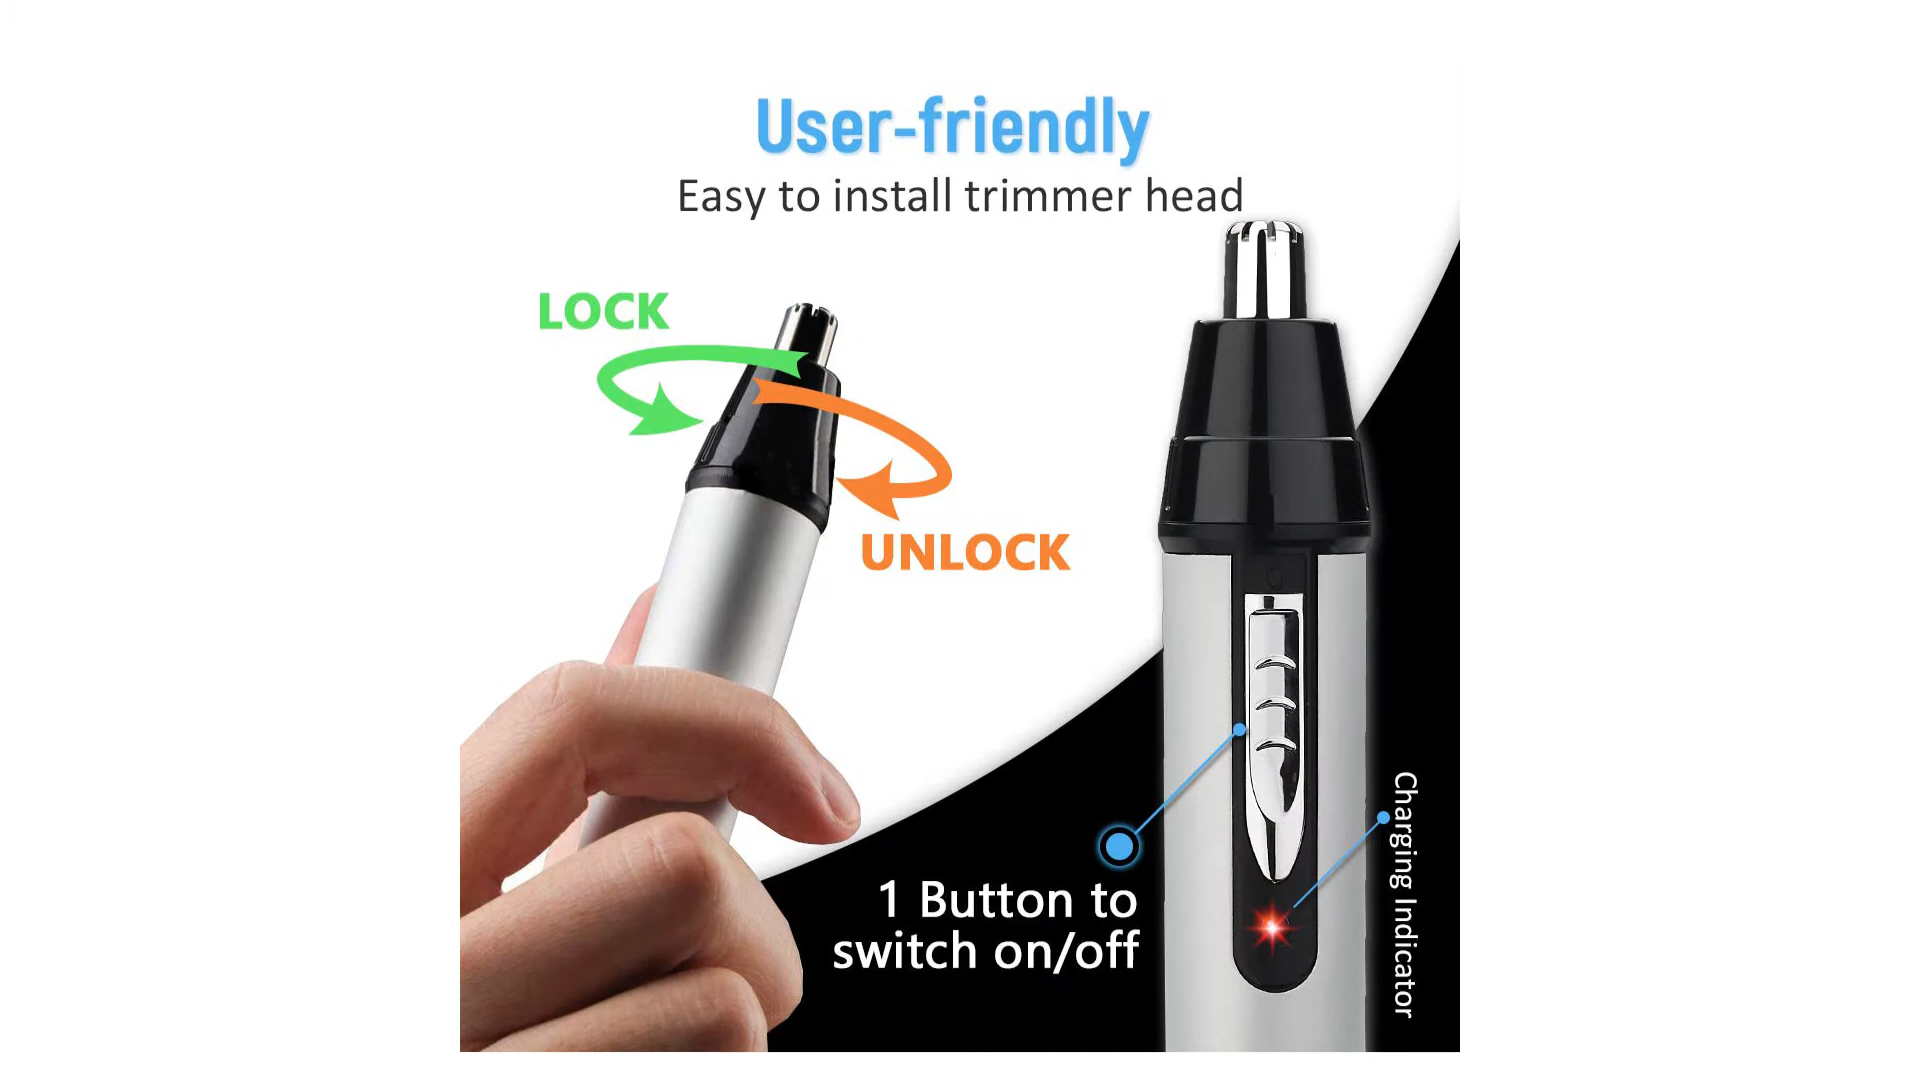 User-friendly
Easy to install trimmer head
LOCK
UNLOCK
1 Button to
switch on/off
Charging Indicator